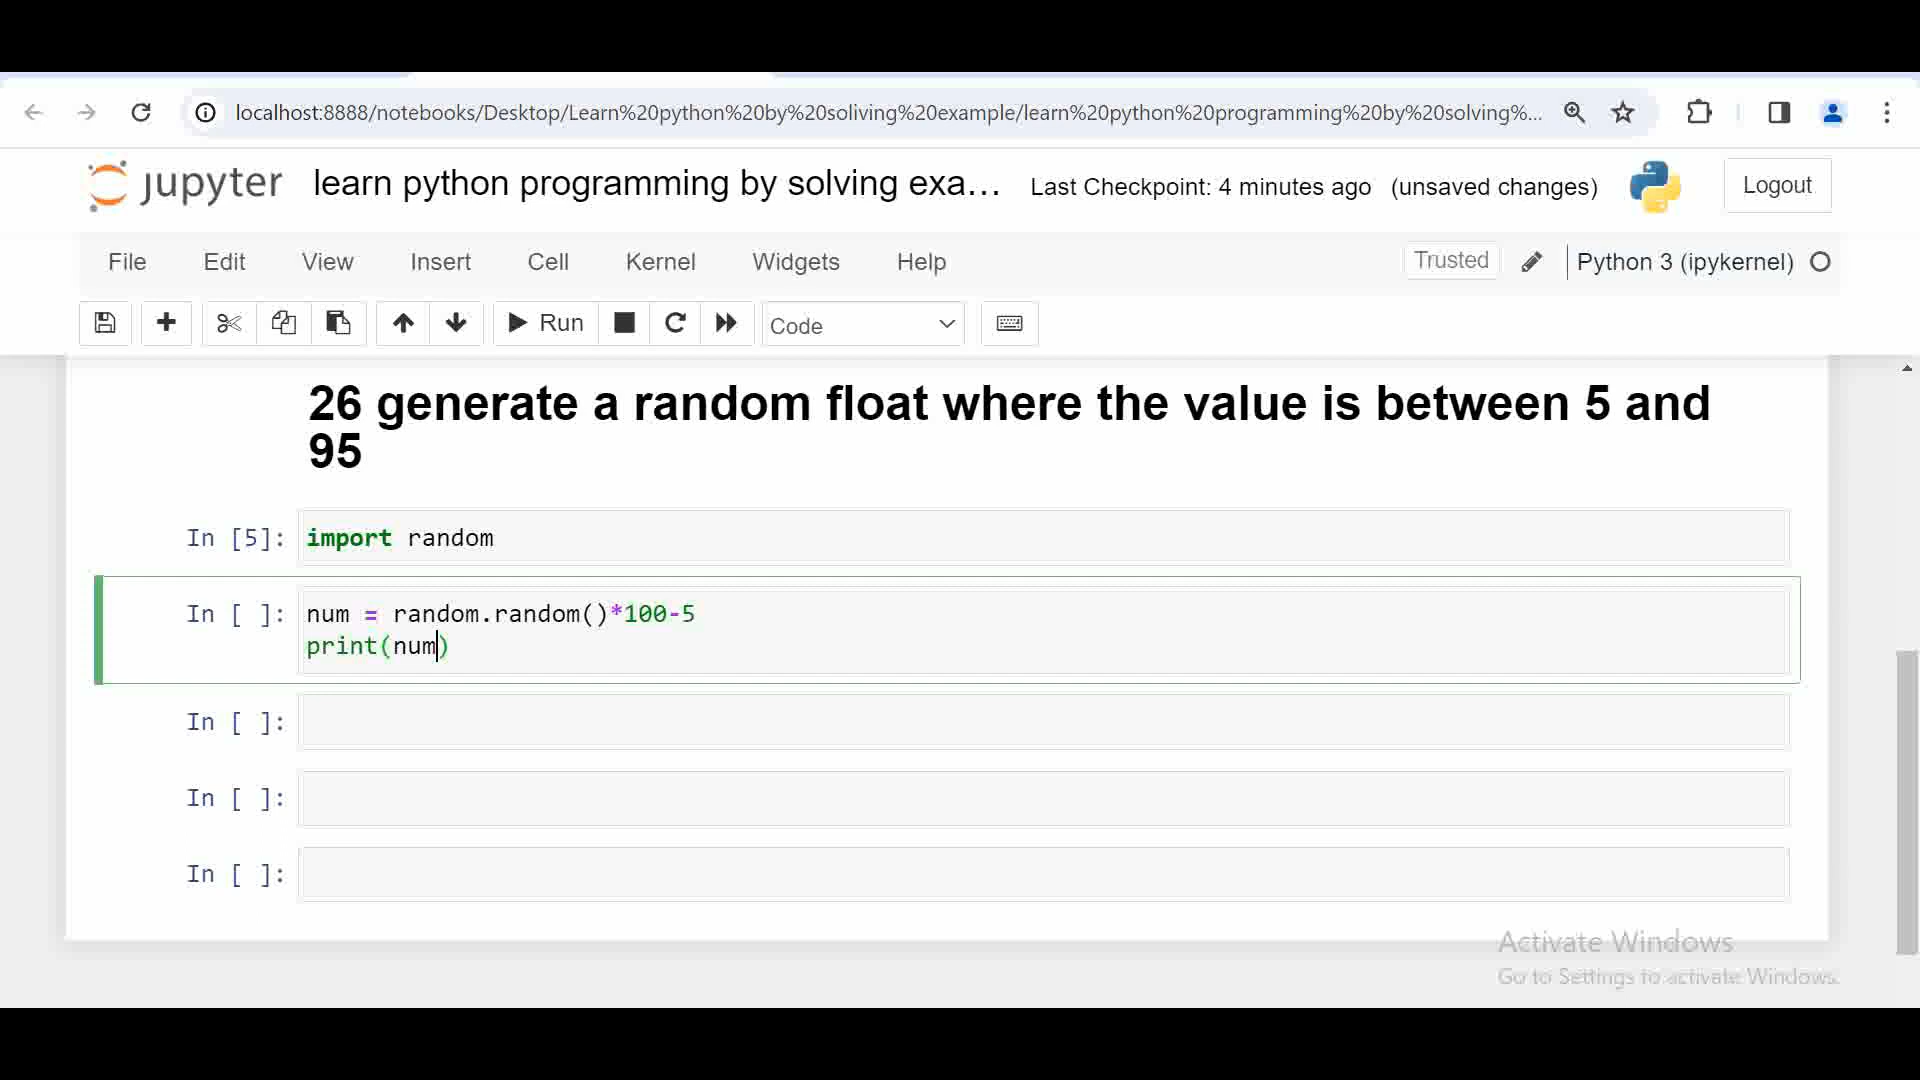 localhost:8888/notebooks/Desktop/Learn%20python%20by%20soliving%20example/learn%20python%20programming%20by%20solving%...
jupyter learn python programming by solving exa... Last Checkpoint: 4 minutes ago (unsaved changes) Logout
File Edit View Insert Cell Kernel Widgets Help Trusted Python 3 (ipykernel)
Run Code
26 generate a random float where the value is between 5 and
95
In [5]: import random
In [ ]: num = random.random()*100-5
print(num)
In [ ]:
In [ ]:
In [ ]:
Activate Windows
Go to Settings to activate Windows.